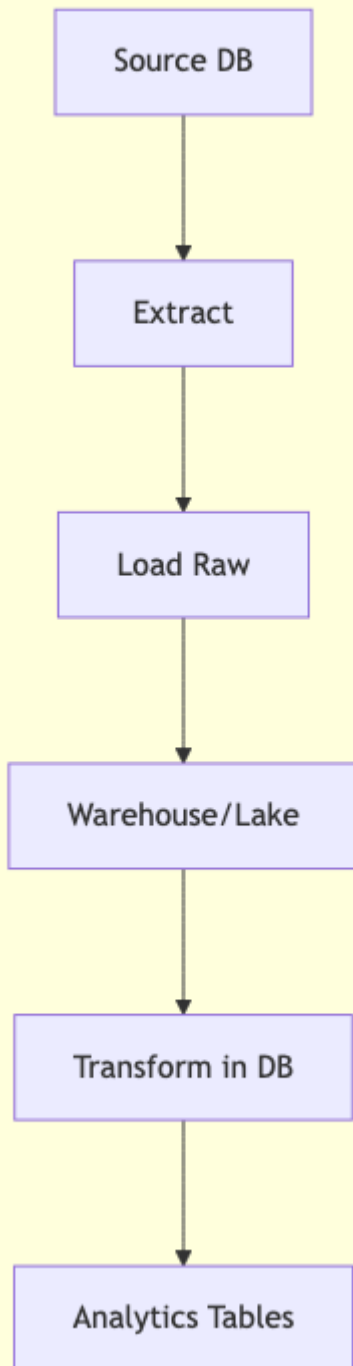 Source DB
Extract
Load Raw
Warehouse/Lake
Transform in DB
Analytics Tables